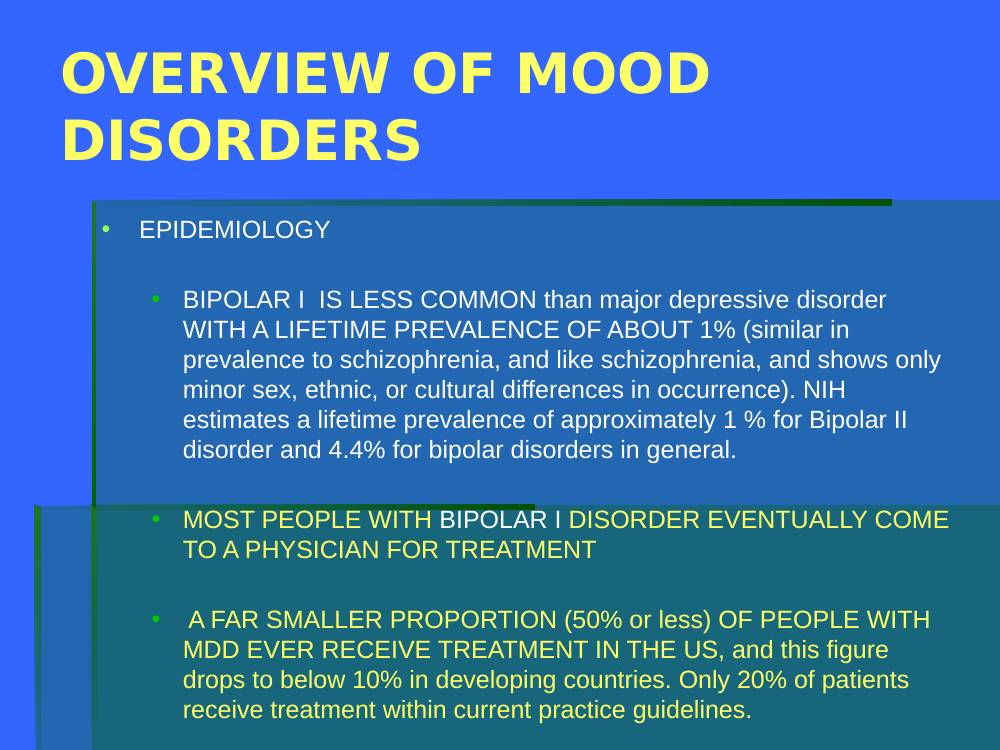 OVERVIEW OF MOOD
DISORDERS
• EPIDEMIOLOGY
• BIPOLAR I  IS LESS COMMON than major depressive disorder
WITH A LIFETIME PREVALENCE OF ABOUT 1% (similar in
prevalence to schizophrenia, and like schizophrenia, and shows only
minor sex, ethnic, or cultural differences in occurrence). NIH
estimates a lifetime prevalence of approximately 1 % for Bipolar II
disorder and 4.4% for bipolar disorders in general.
• MOST PEOPLE WITH BIPOLAR I DISORDER EVENTUALLY COME
TO A PHYSICIAN FOR TREATMENT
• A FAR SMALLER PROPORTION (50% or less) OF PEOPLE WITH
MDD EVER RECEIVE TREATMENT IN THE US, and this figure
drops to below 10% in developing countries. Only 20% of patients
receive treatment within current practice guidelines.